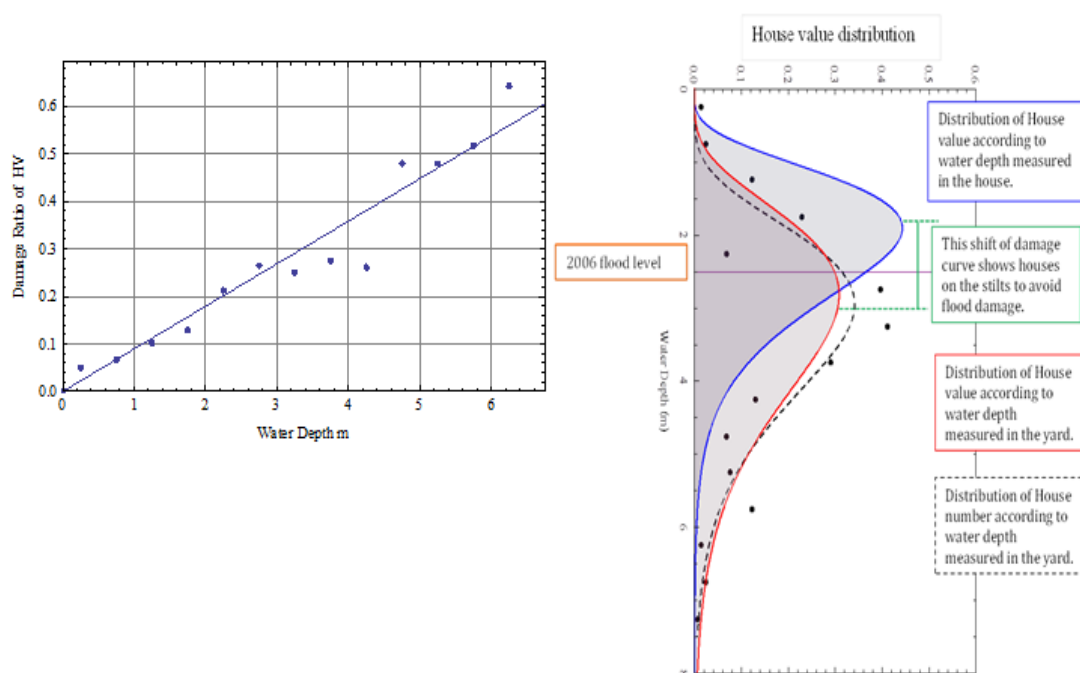 House value distribution
0.6
0.5
0.4
0.3
0.2
0.1
0.0
0
1
2
3
4
5
6
Damage Ratio of HV
Water Depth m
0.0
0.1
0.2
0.3
0.4
0.5
0.6
0
2
4
6
Water Depth (m)
2006 flood level
Distribution of House
value according to
water depth measured
in the house.
This shift of damage
curve shows houses
on the stilts to avoid
flood damage.
Distribution of House
value according to
water depth
measured in the yard.
Distribution of House
number according to
water depth
measured in the yard.